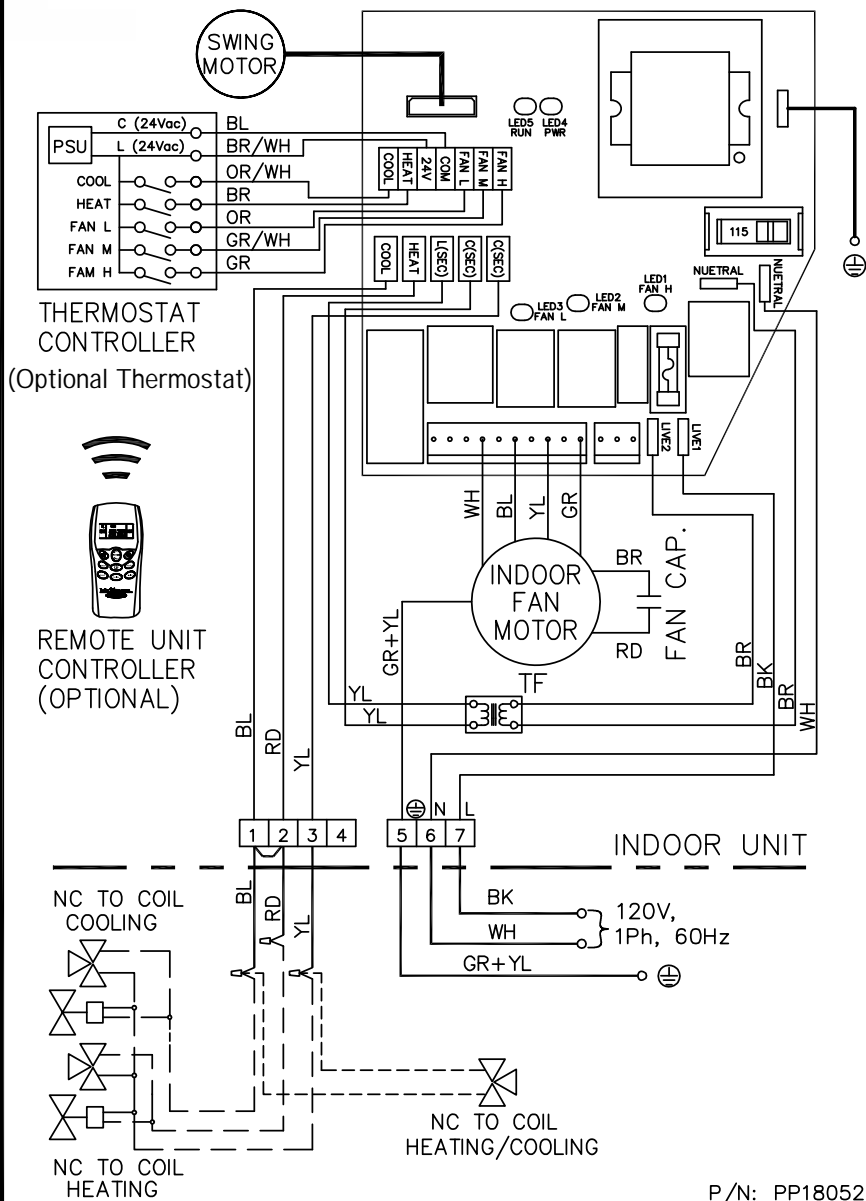 SWING
MOTOR
LED5
RUN
LED4
PWR
C (24Vac)
BL
PSU
L (24Vac)
BR/WH
COOL
OR/WH
HEAT
BR
FAN L
OR
FAN M
GR/WH
FAM H
GR
COOL
HEAT
24V
COM
FAN L
FAN M
FAN H
115
COOL
HEAT
L(SEC)
C(SEC)
C(SEC)
NUETRAL
NUETRAL
LED1
FAN H
LED2
FAN M
LED3
FAN L
THERMOSTAT
CONTROLLER
(Optional Thermostat)
LIVE2
LIVE1
WH
BL
YL
GR
INDOOR
FAN
MOTOR
BR
RD
FAN CAP.
GR+YL
REMOTE UNIT
CONTROLLER
(OPTIONAL)
TF
YL
YL
BR
BK
BR
WH
BL
RD
YL
N
L
1
2
3
4
5
6
7
INDOOR UNIT
BL
RD
YL
NC TO COIL
COOLING
BK
WH
GR+YL
120V,
1Ph, 60Hz
NC TO COIL
HEATING/COOLING
NC TO COIL
HEATING
P/N: PP18052